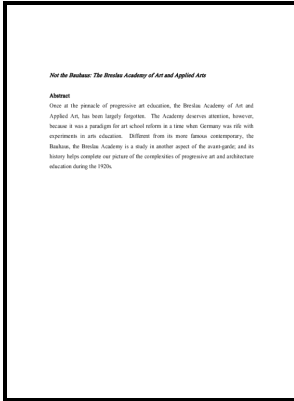 Not the Bauhaus: The Breslau Academy of Art and Applied Arts
Abstract
Once at the pinnacle of progressive art education, the Breslau Academy of Art and
Applied Art, has been largely forgotten. The Academy deserves attention, however,
because it was a paradigm for art school reform in a time when Germany was rife with
experiments in arts education. Different from its more famous contemporary, the
Bauhaus, the Breslau Academy is a study in another aspect of the avant-garde; and its
history helps complete our picture of the complexities of progressive art and architecture
education during the 1920s.